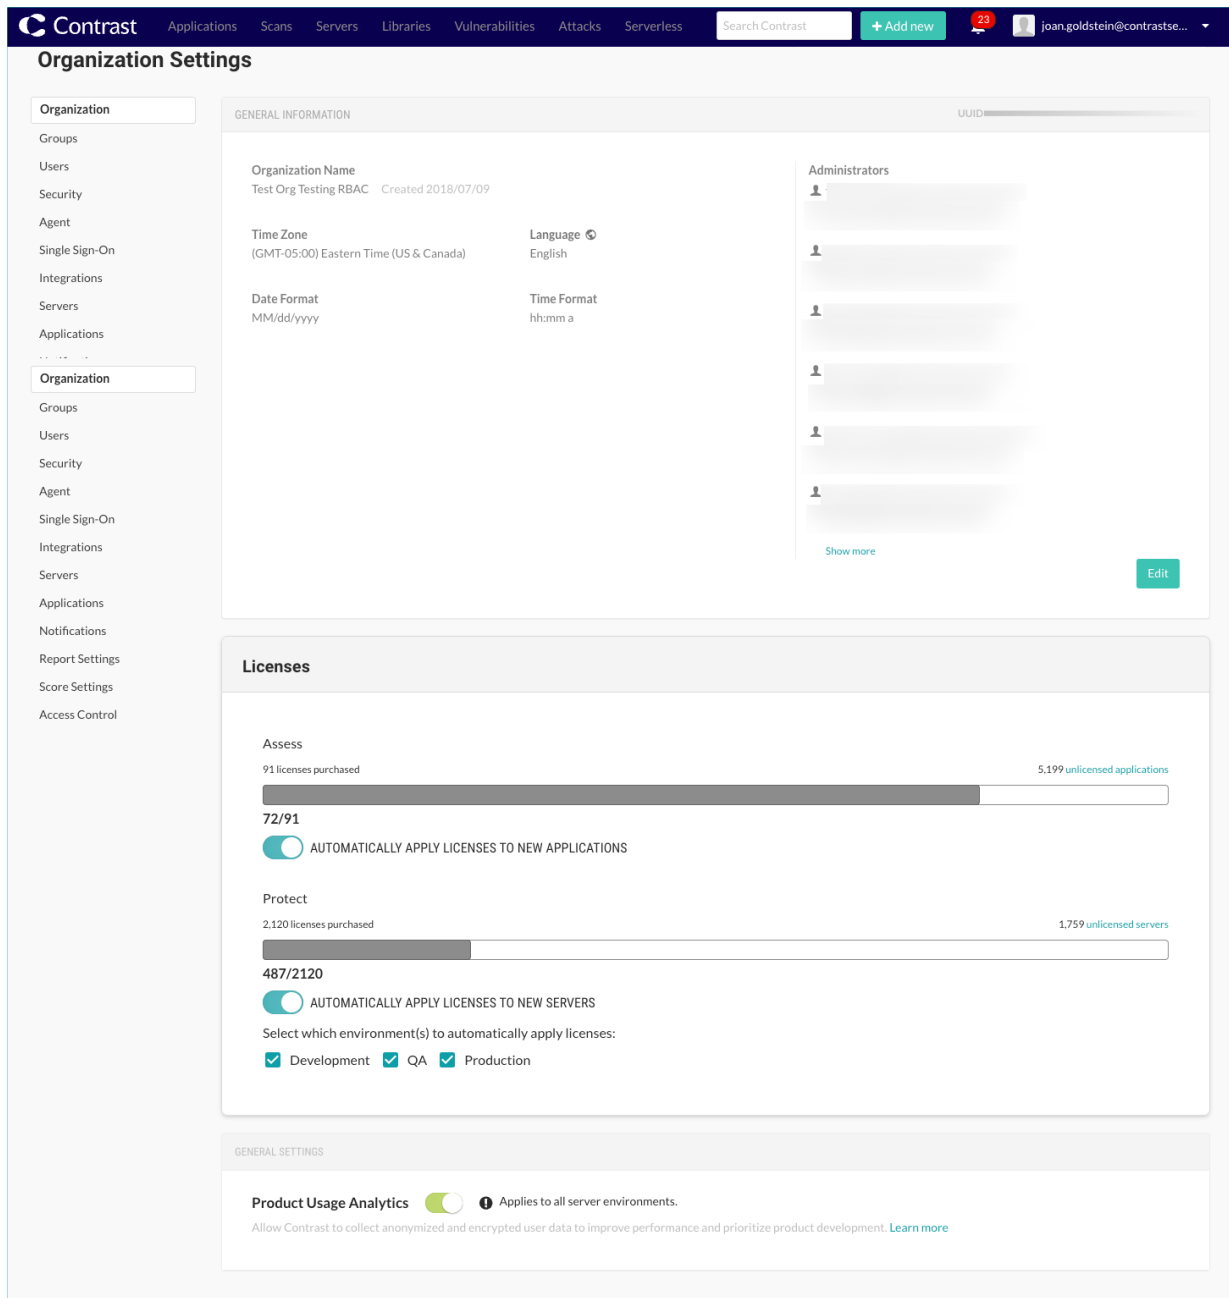 Contrast Applications Scans Servers Libraries Vulnerabilities Attacks Serverless Search Contrast + Add new 23 joan.goldstein@contrastse...
Organization Settings
Organization
Groups
Users
Security
Agent
Single Sign-On
Integrations
Servers
Applications
Organization
Groups
Users
Security
Agent
Single Sign-On
Integrations
Servers
Applications
Notifications
Report Settings
Score Settings
Access Control
GENERAL INFORMATION UUID
Organization Name
Test Org Testing RBAC Created 2018/07/09
Time Zone Language
(GMT-05:00) Eastern Time (US & Canada) English
Date Format Time Format
MM/dd/yyyy hh:mm a
Administrators
Show more
Edit
Licenses
Assess
91 licenses purchased 5,199 unlicensed applications
72/91
AUTOMATICALLY APPLY LICENSES TO NEW APPLICATIONS
Protect
2,120 licenses purchased 1,759 unlicensed servers
487/2120
AUTOMATICALLY APPLY LICENSES TO NEW SERVERS
Select which environment(s) to automatically apply licenses:
Development QA Production
GENERAL SETTINGS
Product Usage Analytics Applies to all server environments.
Allow Contrast to collect anonymized and encrypted user data to improve performance and prioritize product development. Learn more